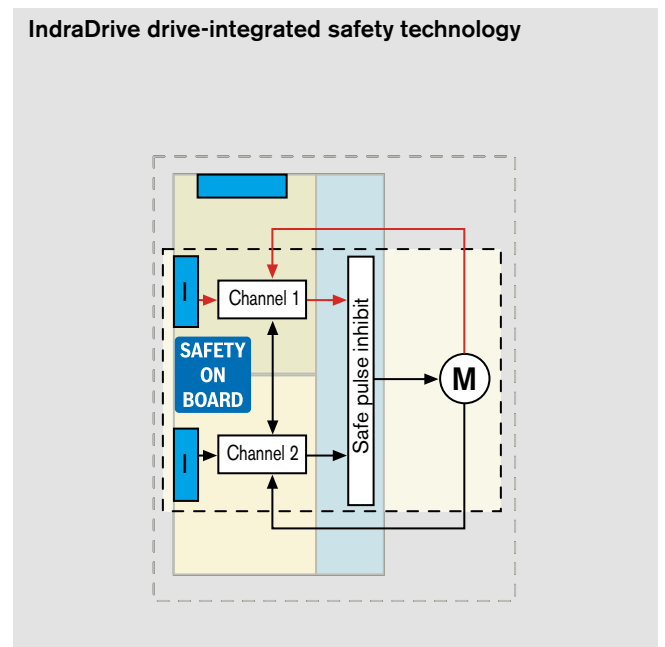 IndraDrive drive-integrated safety technology
I
Channel 1
SAFETY
ON
BOARD
Safe pulse inhibit
M
I
Channel 2